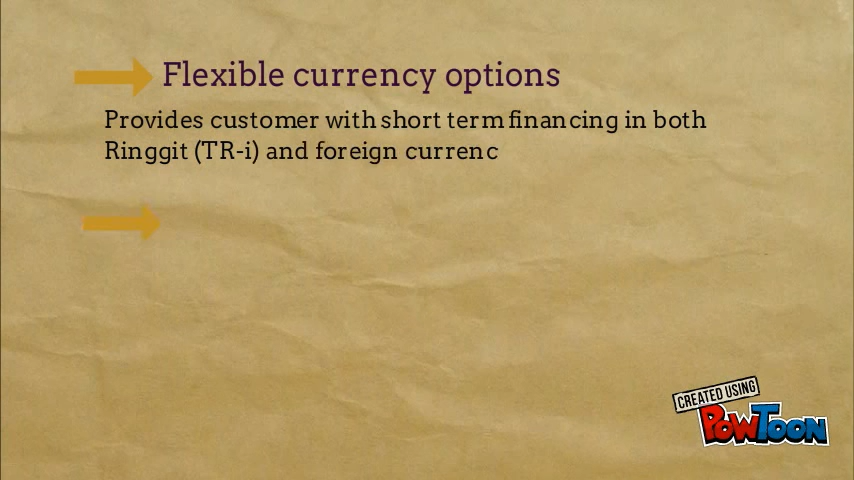 Flexible currency options
Provides customer with short term financing in both
Ringgit (TR-i) and foreign currenc
CREATED USING
POWTOON